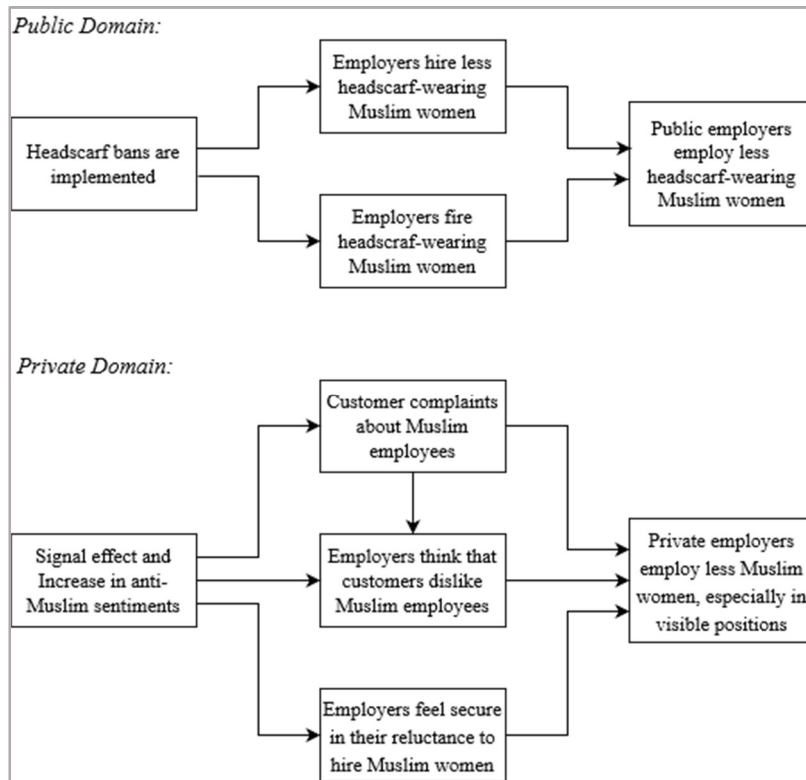 Public Domain:
Employers hire less
headscarf-wearing
Muslim women
Headscarf bans are
implemented
Public employers
employ less
headscarf-wearing
Muslim women
Employers fire
headscraf-wearing
Muslim women
Private Domain:
Customer complaints
about Muslim
employees
Signal effect and
Increase in anti-
Muslim sentiments
Employers think that
customers dislike
Muslim employees
Private employers
employ less Muslim
women, especially in
visible positions
Employers feel secure
in their reluctance to
hire Muslim women